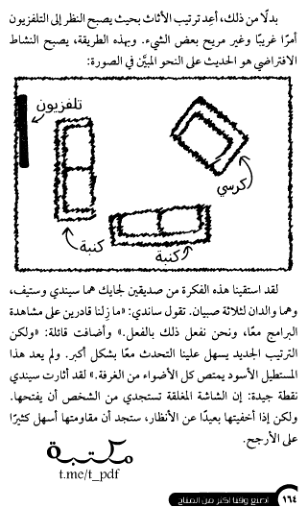 بدلًا من ذلك، أعد ترتيب الأثاث بحيث يصبح النظر إلى التلفزيون
أمرًا غريبًا وغير مريح بعض الشيء. وبهذه الطريقة، يصبح النشاط
الافتراضي هو الحديث على النحو المبيَّن في الصورة:
تلفزيون
كرسي
كنبة
كنبة
لقد استقينا هذه الفكرة من صديقين لجايك هما سيندي وستيف،
وهما والدان لثلاثة صبيان. تقول ساندي: «ما زلنا قادرين على مشاهدة
البرامج معًا، ونحن نفعل ذلك بالفعل.» وأضافت قائلة: «ولكن
الترتيب الجديد يسهل علينا التحدث معًا بشكل أكبر. ولم يعد هذا
المستطيل الأسود يمتص كل الأضواء من الغرفة.» لقد أثارت سيندي
نقطة جيدة: إن الشاشة المغلقة تستجدي من الشخص أن يفتحها.
ولكن إذا أخفيتها بعيدًا عن الأنظار، ستجد أن مقاومتها أسهل كثيرًا
على الأرجح.
مكتبة
t.me/t_pdf
١٦٤ اصنع وقتا أكثر من المتاح